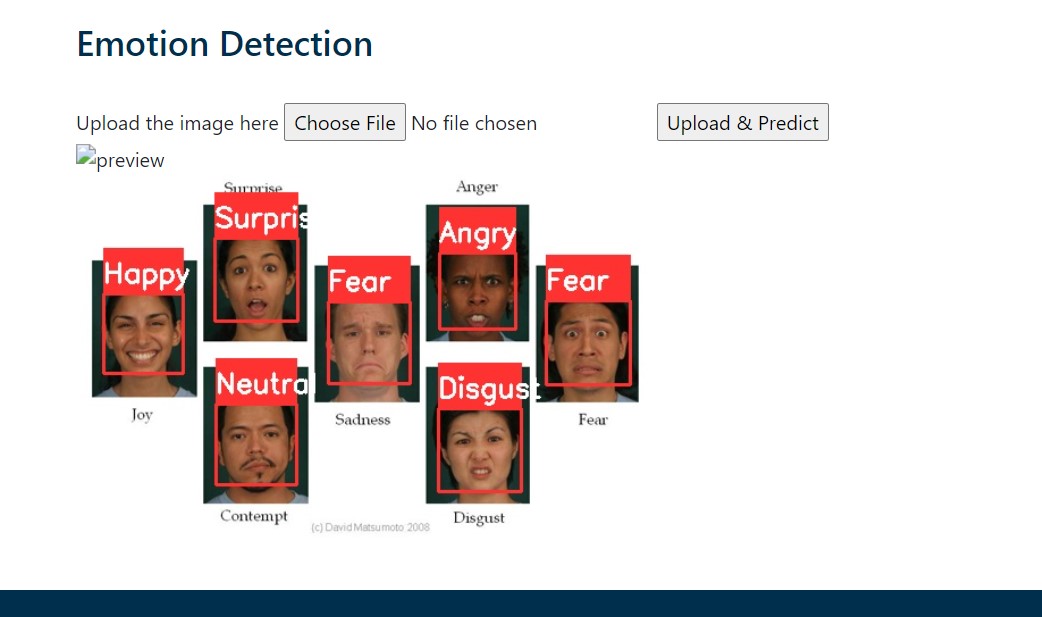 Emotion Detection
Upload the image here Choose File No file chosen Upload & Predict
preview
Surprise Anger
Surpris Angry
Happy Fear Fear
Neutral Disgust
Joy Sadness Fear
Contempt Disgust
(c) David Matsumoto 2008